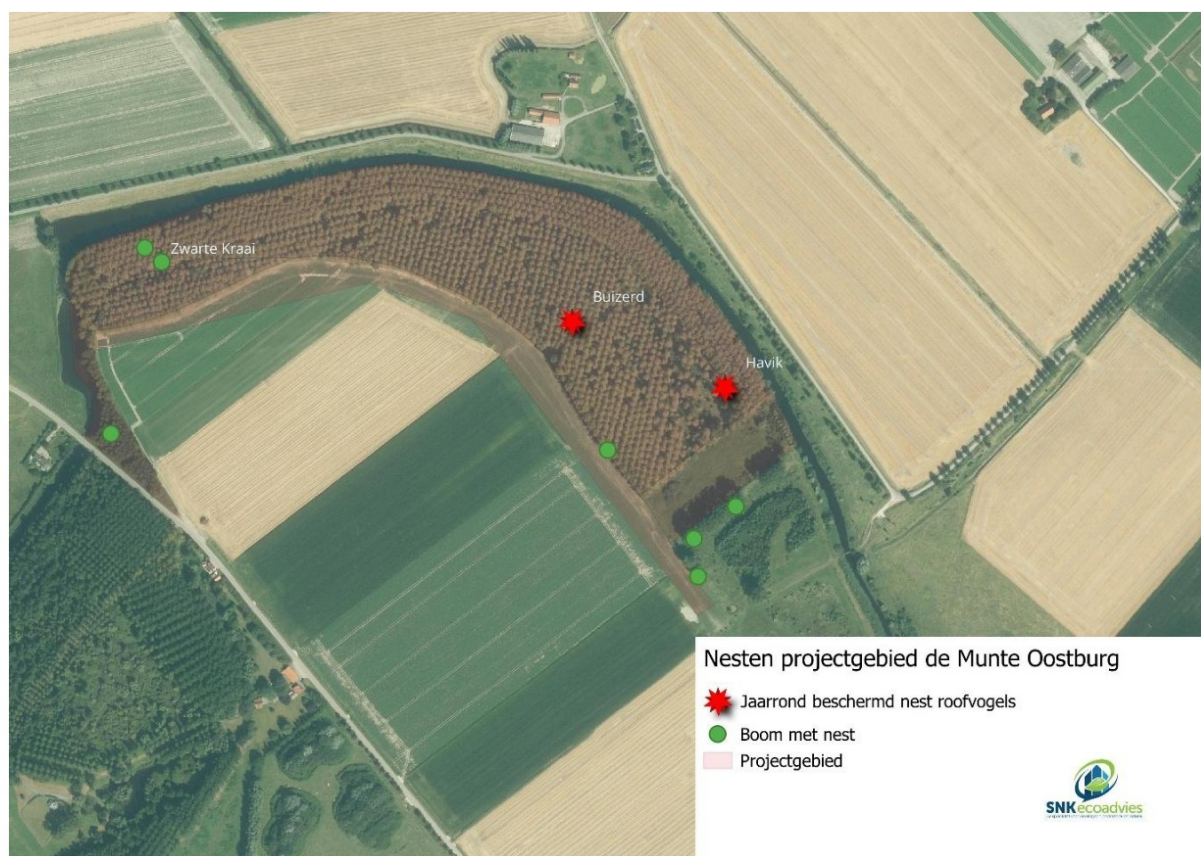 Zwarte Kraai
Buizerd
Havik
Nesten projectgebied de Munte Oostburg
Jaarrond beschermd nest roofvogels
Boom met nest
Projectgebied
SNKecoadvies